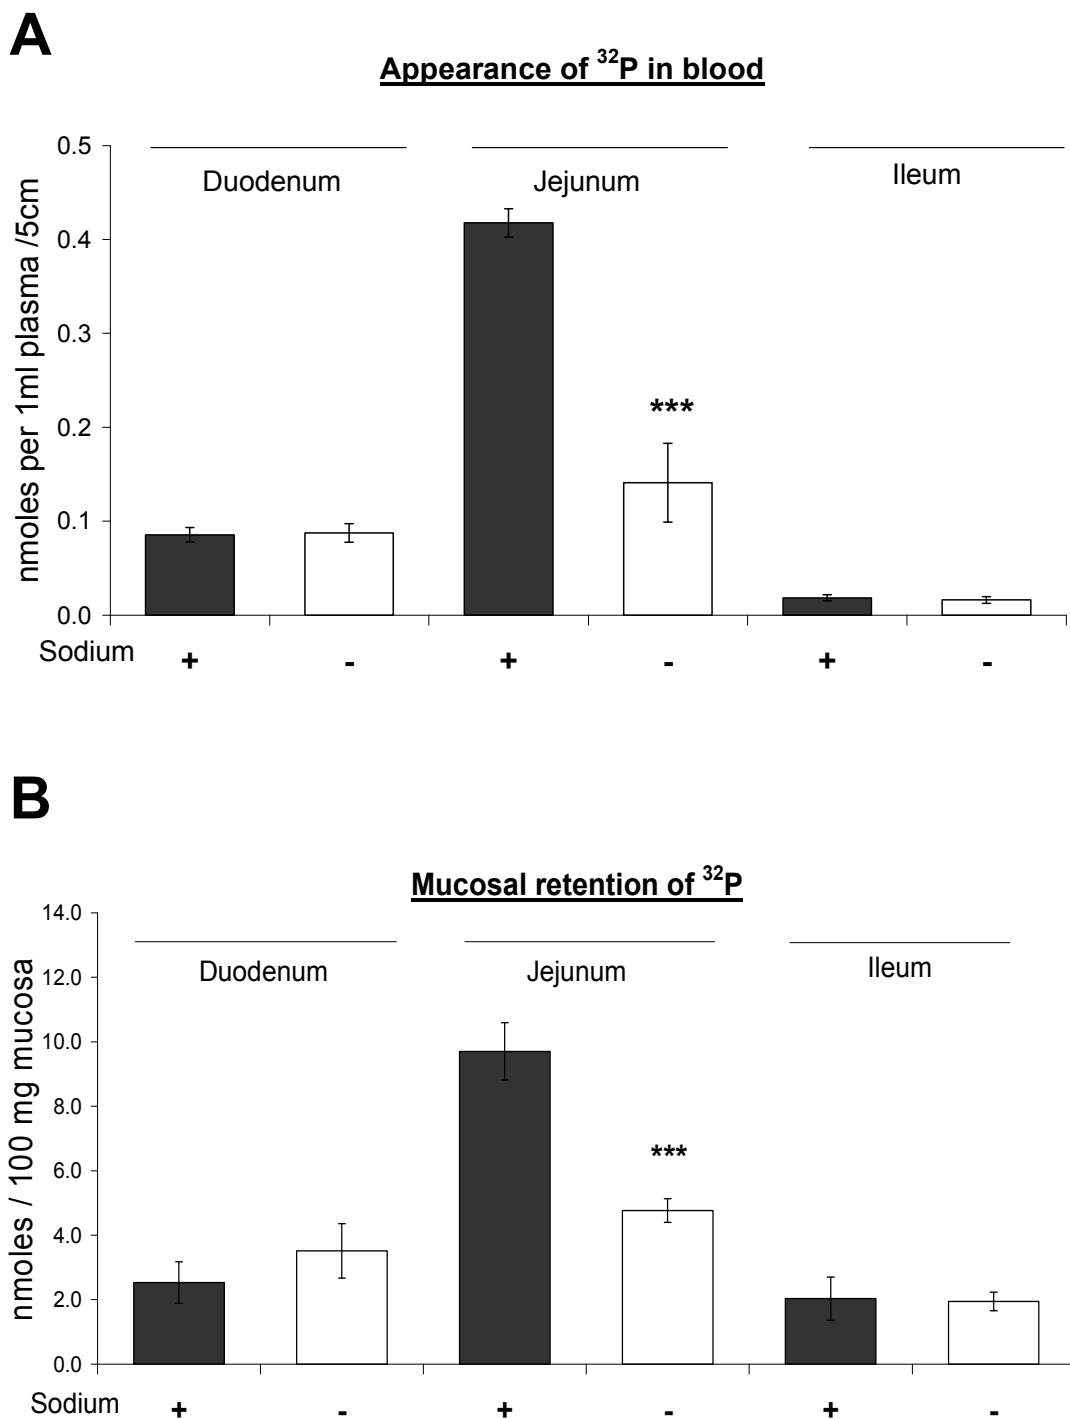 A
Appearance of ³²P in blood
nmoles per 1ml plasma /5cm
0.5
0.4
0.3
0.2
0.1
0.0
Duodenum
Jejunum
Ileum
***
Sodium + - + - + -
B
Mucosal retention of ³²P
nmoles / 100 mg mucosa
14.0
12.0
10.0
8.0
6.0
4.0
2.0
0.0
Duodenum
Jejunum
Ileum
***
Sodium + - + - + -